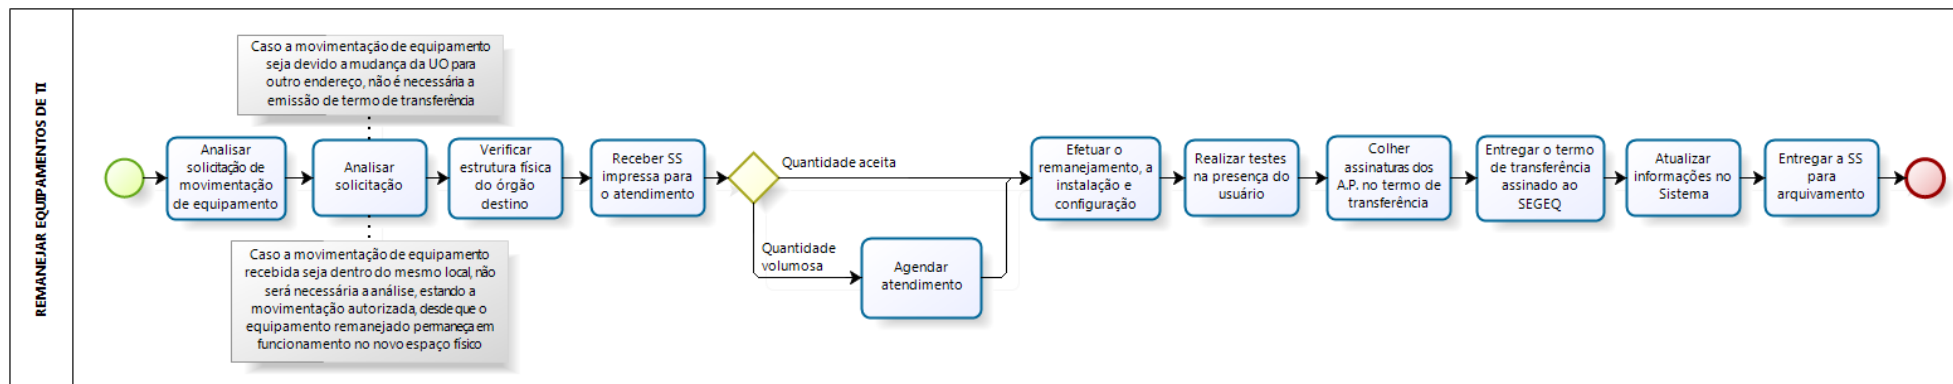 REMANEJAR EQUIPAMENTOS DE TI
Caso a movimentação de equipamento
seja devido a mudança da UO para
outro endereço, não é necessária a
emissão de termo de transferência
Analisar
solicitação de
movimentação
de equipamento
Analisar
solicitação
Caso a movimentação de equipamento
recebida seja dentro do mesmo local, não
será necessária a análise, estando a
movimentação autorizada, desde que o
equipamento remanejado permaneça em
funcionamento no novo espaço físico
Verificar
estrutura física
do órgão
destino
Receber SS
impressa para
o atendimento
Quantidade aceita
Quantidade
volumosa
Agendar
atendimento
Efetuar o
remanejamento, a
instalação e
configuração
Realizar testes
na presença do
usuário
Colher
assinaturas dos
A.P. no termo de
transferência
Entregar o termo
de transferência
assinado ao
SEGEQ
Atualizar
informações no
Sistema
Entregar a SS
para
arquivamento